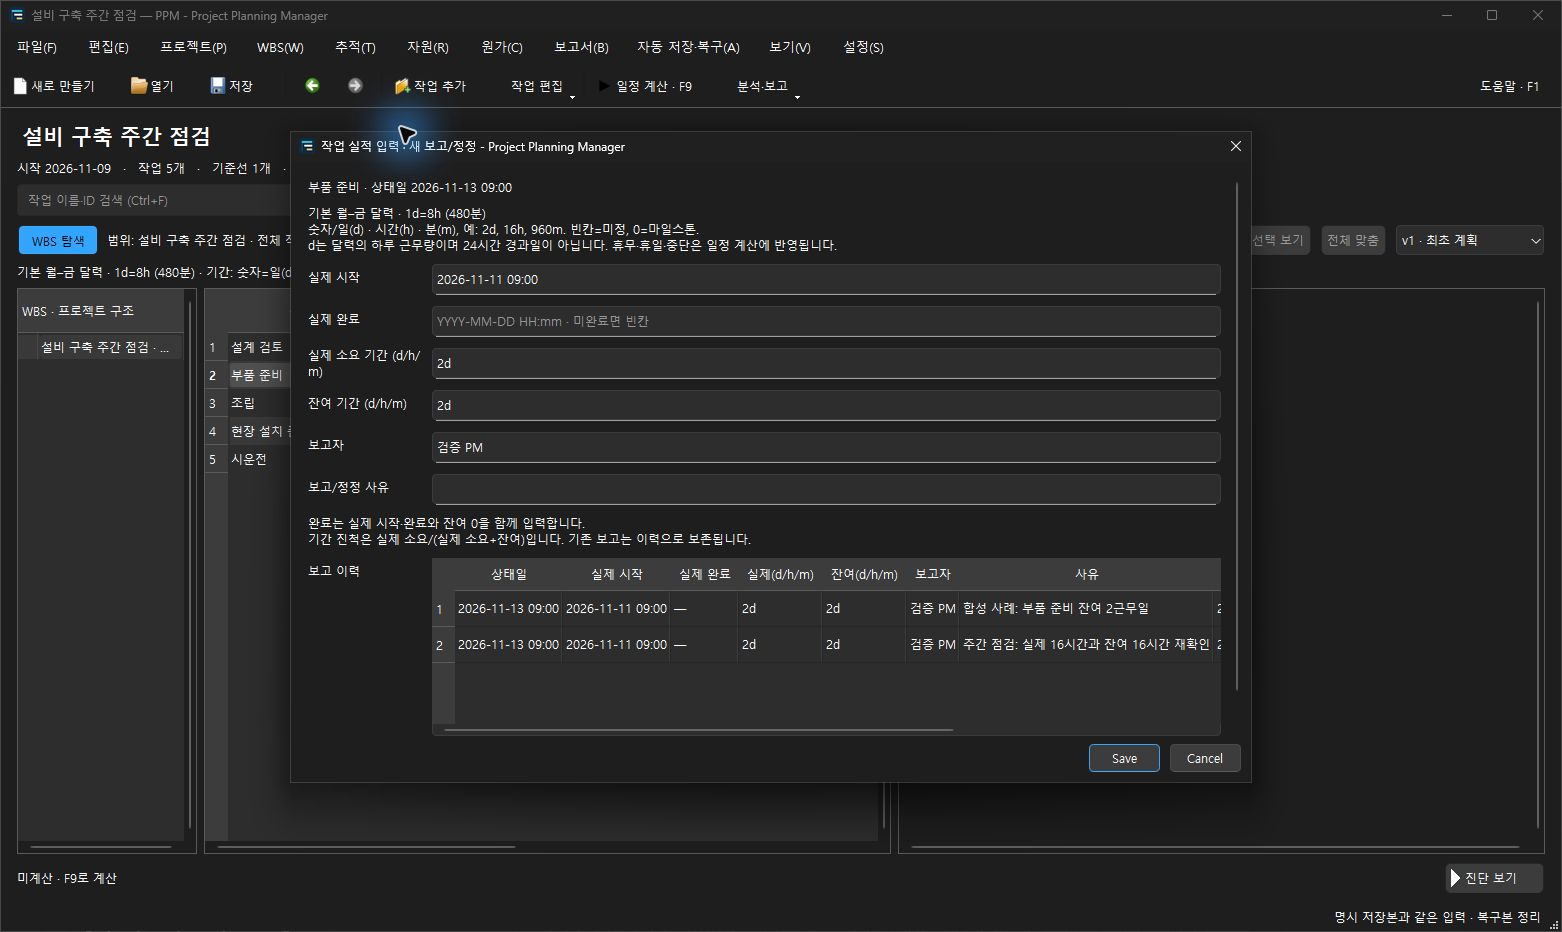 설비 구축 주간 점검 — PPM - Project Planning Manager
파일(F) 편집(E) 프로젝트(P) WBS(W) 추적(T) 자원(R) 원가(C) 보고서(B) 자동 저장·복구(A) 보기(V) 설정(S)
새로 만들기 열기 저장 작업 추가 작업 편집 일정 계산 · F9 분석·보고 도움말 · F1
설비 구축 주간 점검
시작 2026-11-09 · 작업 5개 · 기준선 1개 ·
작업 이름·ID 검색 (Ctrl+F)
WBS 탐색 범위: 설비 구축 주간 점검 · 전체 선택 보기 전체 맞춤 v1 · 최초 계획
기본 월–금 달력 · 1d=8h (480분) · 기간: 숫자=일(d
WBS · 프로젝트 구조
설비 구축 주간 점검 · ...
1 설계 검토
2 부품 준비
3 조립
4 현장 설치
5 시운전
작업 실적 입력 · 새 보고/정정 - Project Planning Manager
부품 준비 · 상태일 2026-11-13 09:00
기본 월–금 달력 · 1d=8h (480분)
숫자/일(d) · 시간(h) · 분(m), 예: 2d, 16h, 960m. 빈칸=미정, 0=마일스톤.
d는 달력의 하루 근무량이며 24시간 경과일이 아닙니다. 휴무·휴일·중단은 일정 계산에 반영됩니다.
실제 시작 2026-11-11 09:00
실제 완료 YYYY-MM-DD HH:mm · 미완료면 빈칸
실제 소요 기간 (d/h/
m) 2d
잔여 기간 (d/h/m) 2d
보고자 검증 PM
보고/정정 사유
완료는 실제 시작·완료와 잔여 0을 함께 입력합니다.
기간 진척은 실제 소요/(실제 소요+잔여)입니다. 기존 보고는 이력으로 보존됩니다.
보고 이력
상태일 실제 시작 실제 완료 실제(d/h/m) 잔여(d/h/m) 보고자 사유
1 2026-11-13 09:00 2026-11-11 09:00 — 2d 2d 검증 PM 합성 사례: 부품 준비 잔여 2근무일 2
2 2026-11-13 09:00 2026-11-11 09:00 — 2d 2d 검증 PM 주간 점검: 실제 16시간과 잔여 16시간 재확인 2
Save Cancel
미계산 · F9로 계산
진단 보기
명시 저장본과 같은 입력 · 복구본 정리